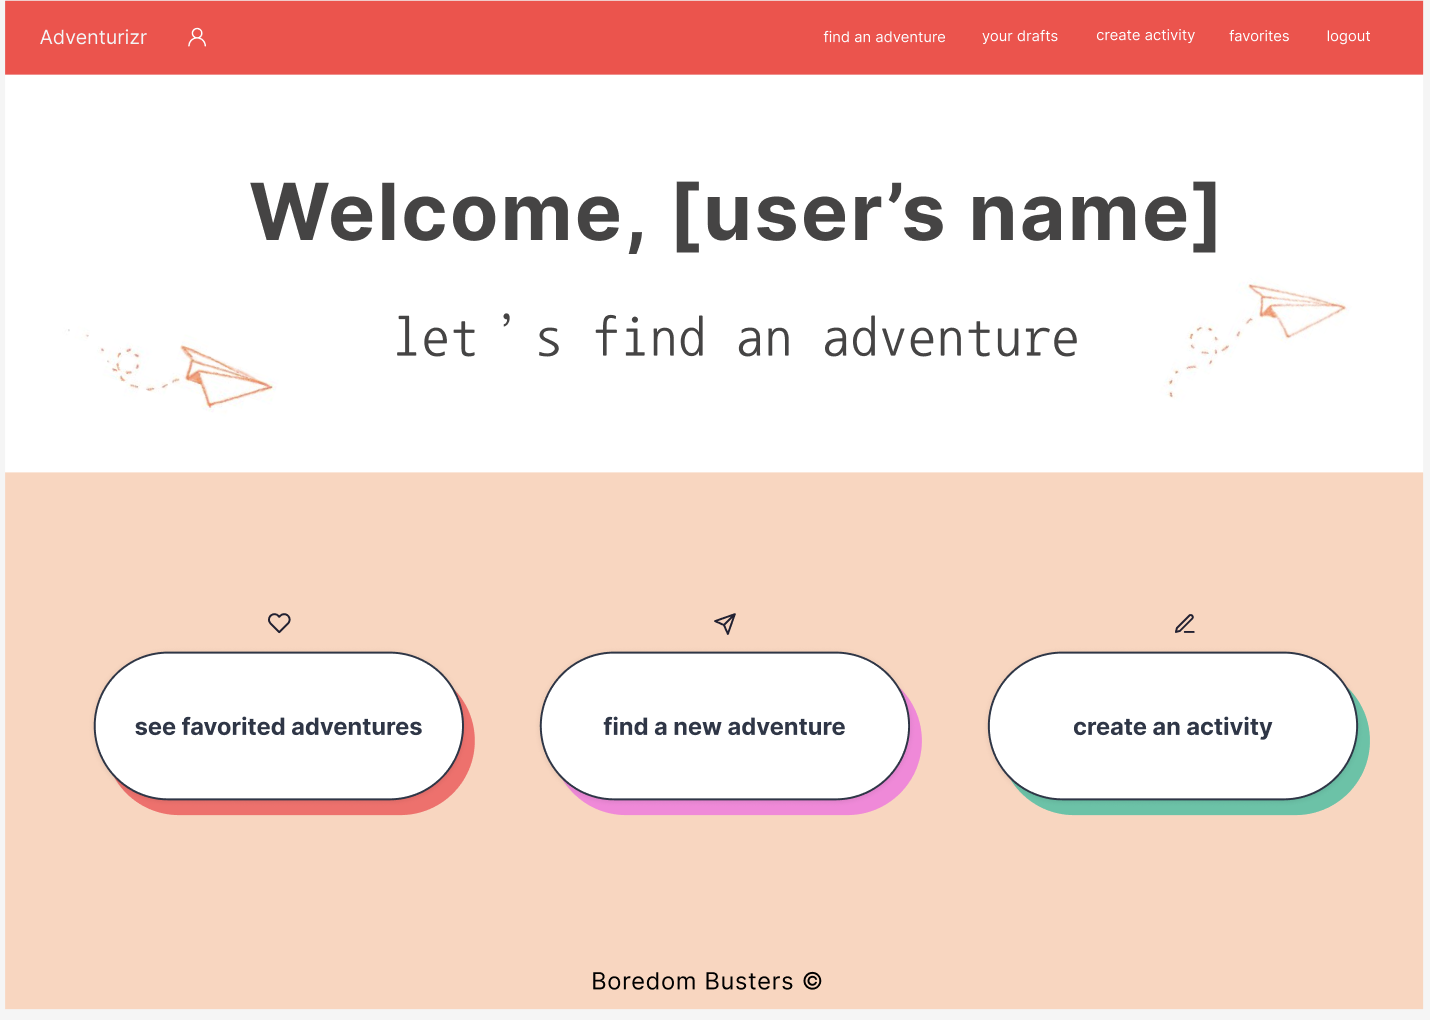 Adventurizr find an adventure your drafts create activity favorites logout
Welcome, [user’s name]
let’s find an adventure
see favorited adventures
find a new adventure
create an activity
Boredom Busters ©